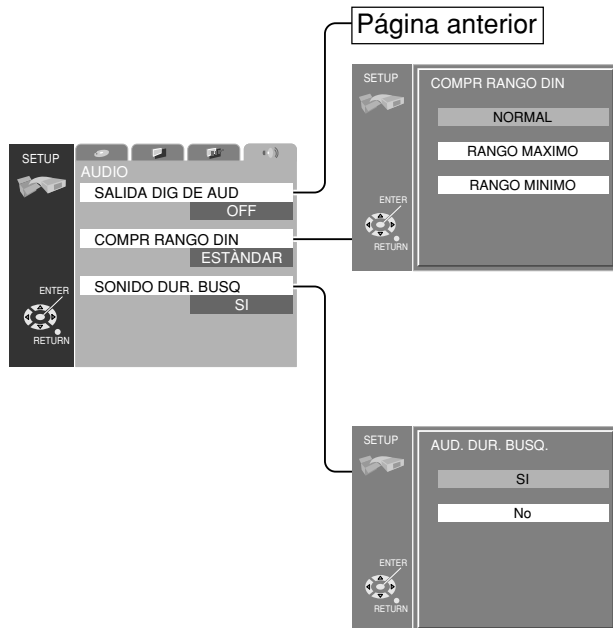 Página anterior
SETUP
COMPR RANGO DIN
NORMAL
RANGO MAXIMO
RANGO MINIMO
ENTER
RETURN
SETUP
AUDIO
SALIDA DIG DE AUD
OFF
COMPR RANGO DIN
ESTÀNDAR
SONIDO DUR. BUSQ
SI
ENTER
RETURN
SETUP
AUD. DUR. BUSQ.
SI
No
ENTER
RETURN